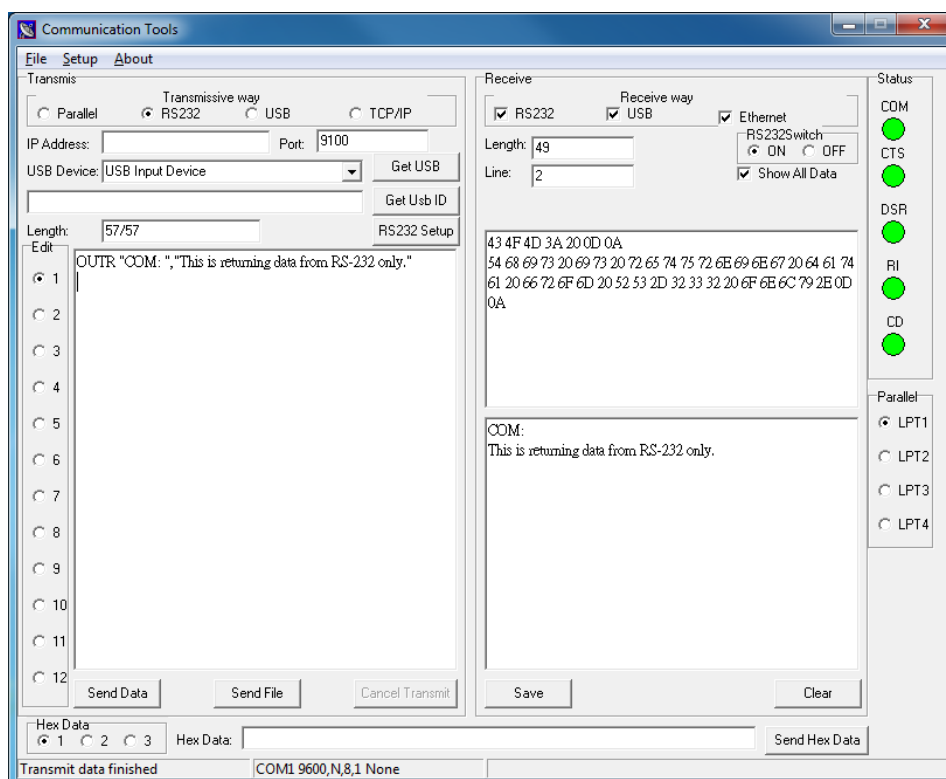 Communication Tools
File Setup About
Transmis
Transmissive way
Parallel RS232 USB TCP/IP
IP Address: Port: 9100
USB Device: USB Input Device Get USB
Get Usb ID
Length: 57/57 RS232 Setup
Edit
1
2
3
4
5
6
7
8
9
10
11
12
OUTR "COM: ","This is returning data from RS-232 only."
Send Data Send File Cancel Transmit
Receive
Receive way
RS232 USB Ethernet
Length: 49
RS232Switch
ON OFF
Line: 2
Show All Data
43 4F 4D 3A 20 0D 0A
54 68 69 73 20 69 73 20 72 65 74 75 72 6E 69 6E 67 20 64 61 74
61 20 66 72 6F 6D 20 52 53 2D 32 33 32 20 6F 6E 6C 79 2E 0D
0A
COM:
This is returning data from RS-232 only.
Save Clear
Status
COM
CTS
DSR
RI
CD
Parallel
LPT1
LPT2
LPT3
LPT4
Hex Data
1 2 3
Hex Data: Send Hex Data
Transmit data finished COM1 9600,N,8,1 None